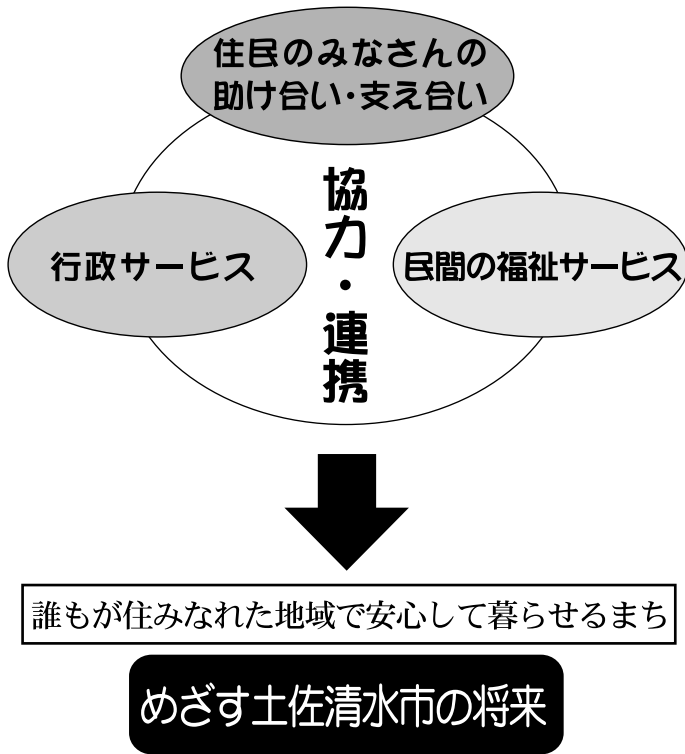 住民のみなさんの
助け合い・支え合い
協力・連携
行政サービス
民間の福祉サービス
誰もが住みなれた地域で安心して暮らせるまち
めざす土佐清水市の将来